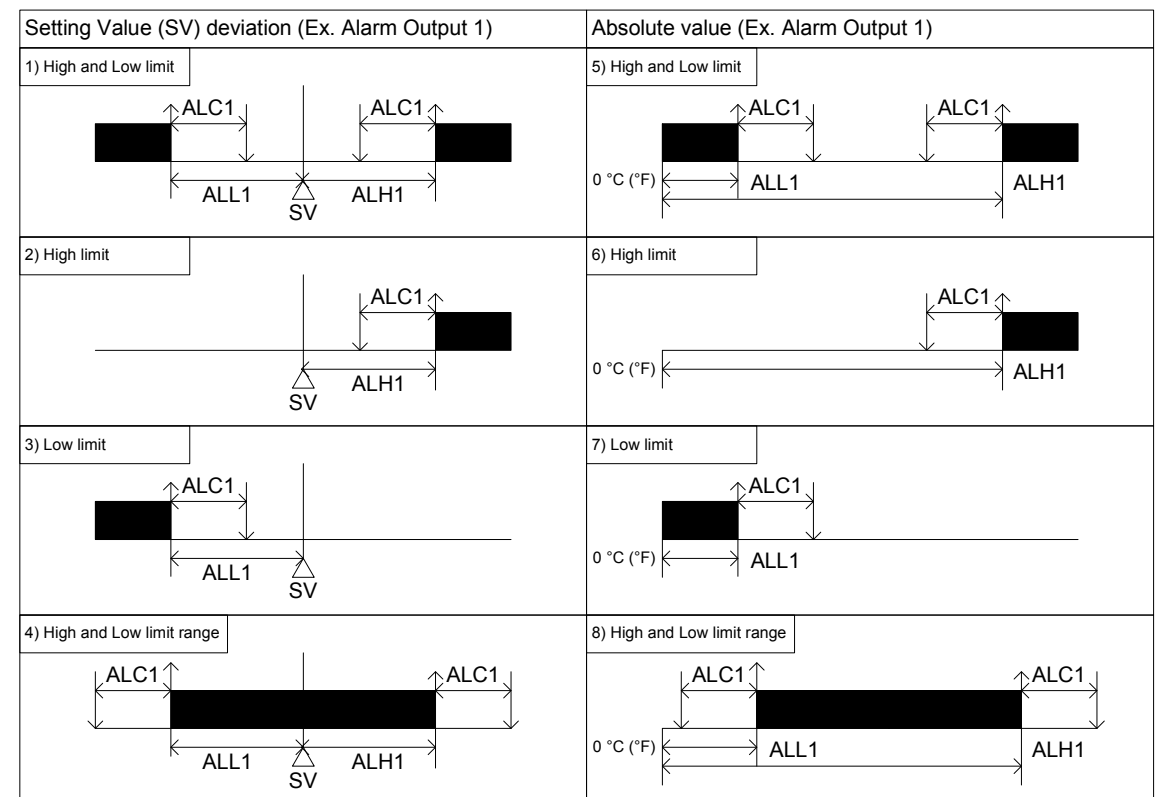 Setting Value (SV) deviation (Ex. Alarm Output 1)
Absolute value (Ex. Alarm Output 1)
1) High and Low limit
ALC1
ALC1
ALL1
SV
ALH1
5) High and Low limit
ALC1
ALC1
0 °C (°F)
ALL1
ALH1
2) High limit
ALC1
SV
ALH1
6) High limit
ALC1
0 °C (°F)
ALH1
3) Low limit
ALC1
ALL1
SV
7) Low limit
ALC1
0 °C (°F)
ALL1
4) High and Low limit range
ALC1
ALC1
ALL1
SV
ALH1
8) High and Low limit range
ALC1
ALC1
0 °C (°F)
ALL1
ALH1